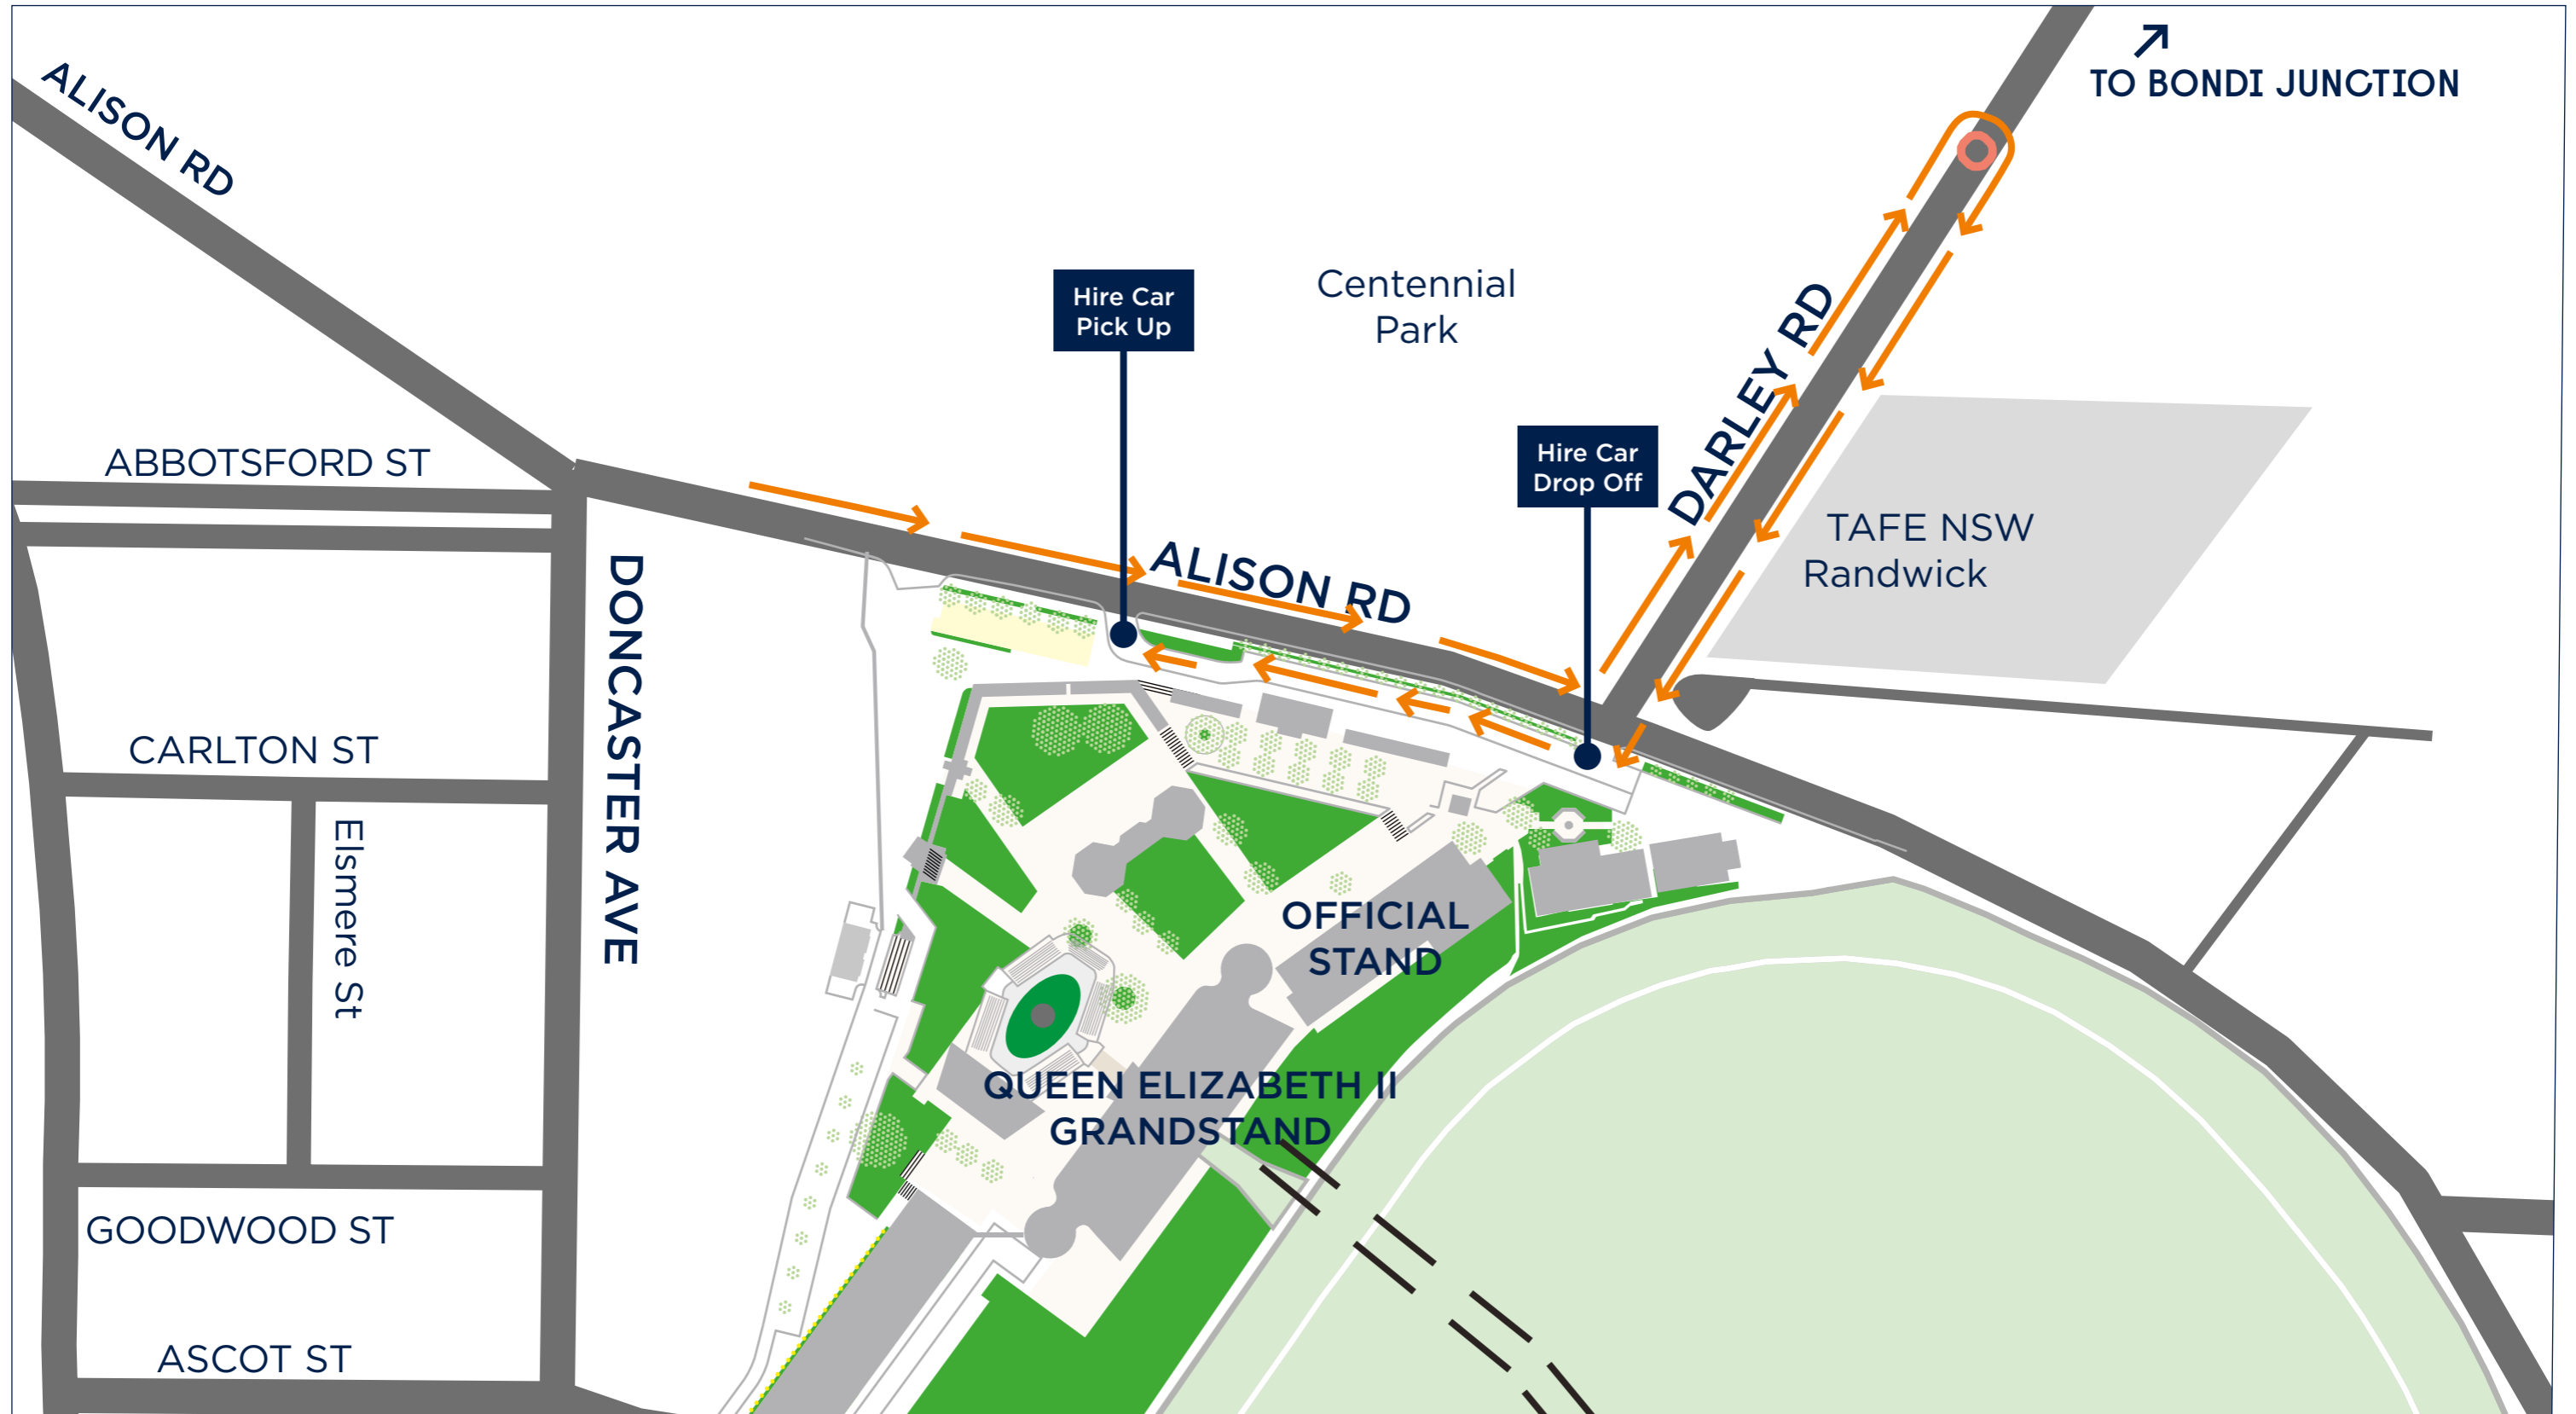 ALISON RD
TO BONDI JUNCTION
Hire Car
Pick Up
Centennial
Park
DARLEY RD
ABBOTSFORD ST
Hire Car
Drop Off
ALISON RD
TAFE NSW
Randwick
DONCASTER AVE
CARLTON ST
Elsmere St
OFFICIAL
STAND
QUEEN ELIZABETH II
GRANDSTAND
GOODWOOD ST
ASCOT ST